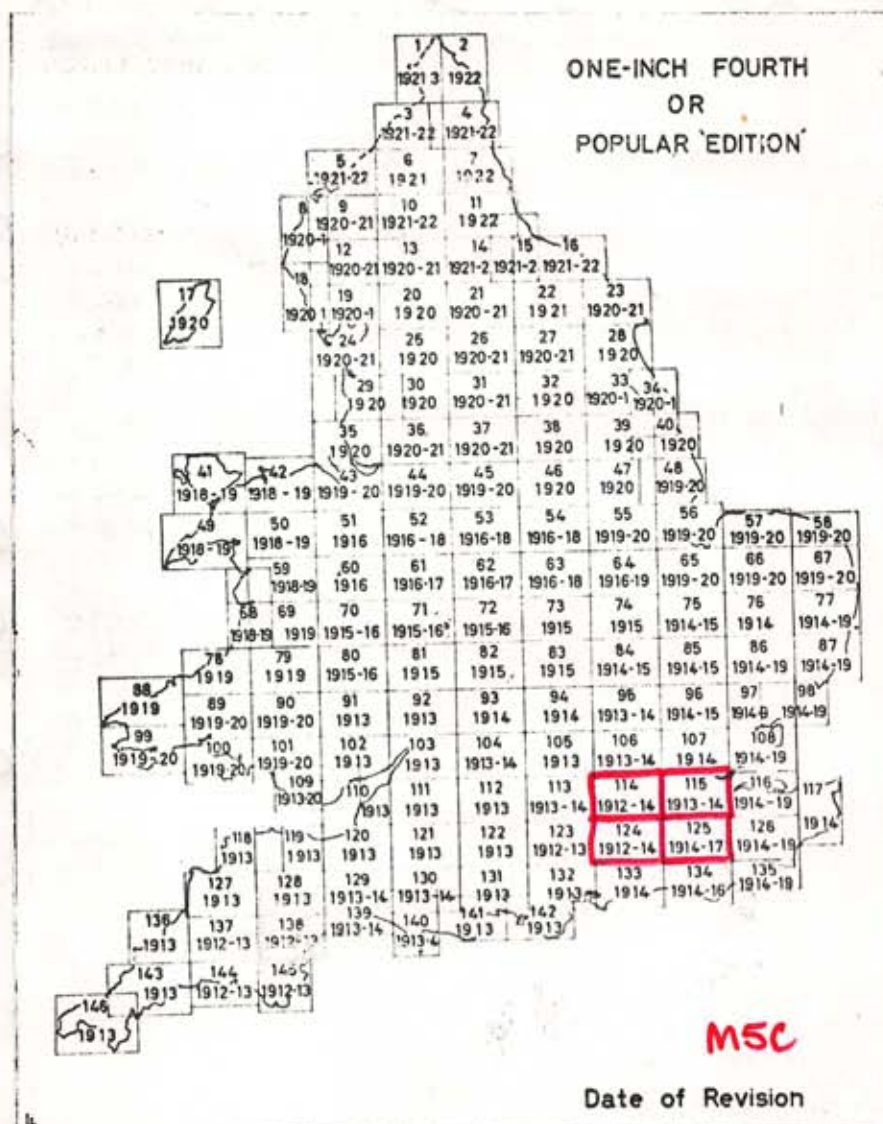 ONE-INCH FOURTH
OR
POPULAR 'EDITION'
1 2
1921 3 1922
3 4
1921-22 1921-22
5 6 7
1921-22 1921 1922
8 9 10 11
1920-1 1920-21 1921-22 1922
12 13 14 15 16
1920-21 1920-21 1921-2 1921-2 1921-22
17 18
1920 1920 1
19 20 21 22 23
1920-1 1920 1920-21 1921 1920-21
24 25 26 27 28
1920-21 1920 1920-21 1920-21 1920
29 30 31 32 33 34
1920 1920 1920-21 1920 1920-1 1920-1
35 36 37 38 39 40
1920 1920-21 1920-21 1920 1920 1920
41 42 43 44 45 46 47 48
1918-19 1918-19 1919-20 1919-20 1919-20 1920 1920 1919-20
49 50 51 52 53 54 55 56 57 58
1918-19 1918-19 1916 1916-18 1916-18 1916-18 1919-20 1919-20 1919-20 1919-20
59 60 61 62 63 64 65 66 67
1918-19 1916 1916-17 1916-17 1916-18 1916-19 1919-20 1919-20 1919-20
68 69 70 71 72 73 74 75 76 77
1918-19 1919 1915-16 1915-16 1915-16 1915 1915 1914-15 1914 1914-19
78 79 80 81 82 83 84 85 86 87
1919 1919 1915-16 1915 1915 1915 1914-15 1914-15 1914-19 1914-19
88 89 90 91 92 93 94 95 96 97 98
1919 1919-20 1919-20 1913 1913 1914 1914 1913-14 1914-15 1914-19
99 100 101 102 103 104 105 106 107 108
1919-20 1919-20 1919-20 1913 1913 1913-14 1913 1913-14 1914 1914-19
109 110 111 112 113 114 115 116 117
1913-20 1913 1913 1913 1913-14 1912-14 1913-14 1914-19 1914
118 119 120 121 122 123 124 125 126
1913 1913 1913 1913 1913 1912-13 1912-14 1914-17 1914-19
127 128 129 130 131 132 133 134 135
1913 1913 1913-14 1913-14 1913 1913 1914 1914-16 1914-19
136 137 138 139 140 141 142
1913 1912-13 1912-13 1913-14 1913-4 1913 1913
143 144 145
1913 1912-13 1912-13
146
1913
M5C
Date of Revision